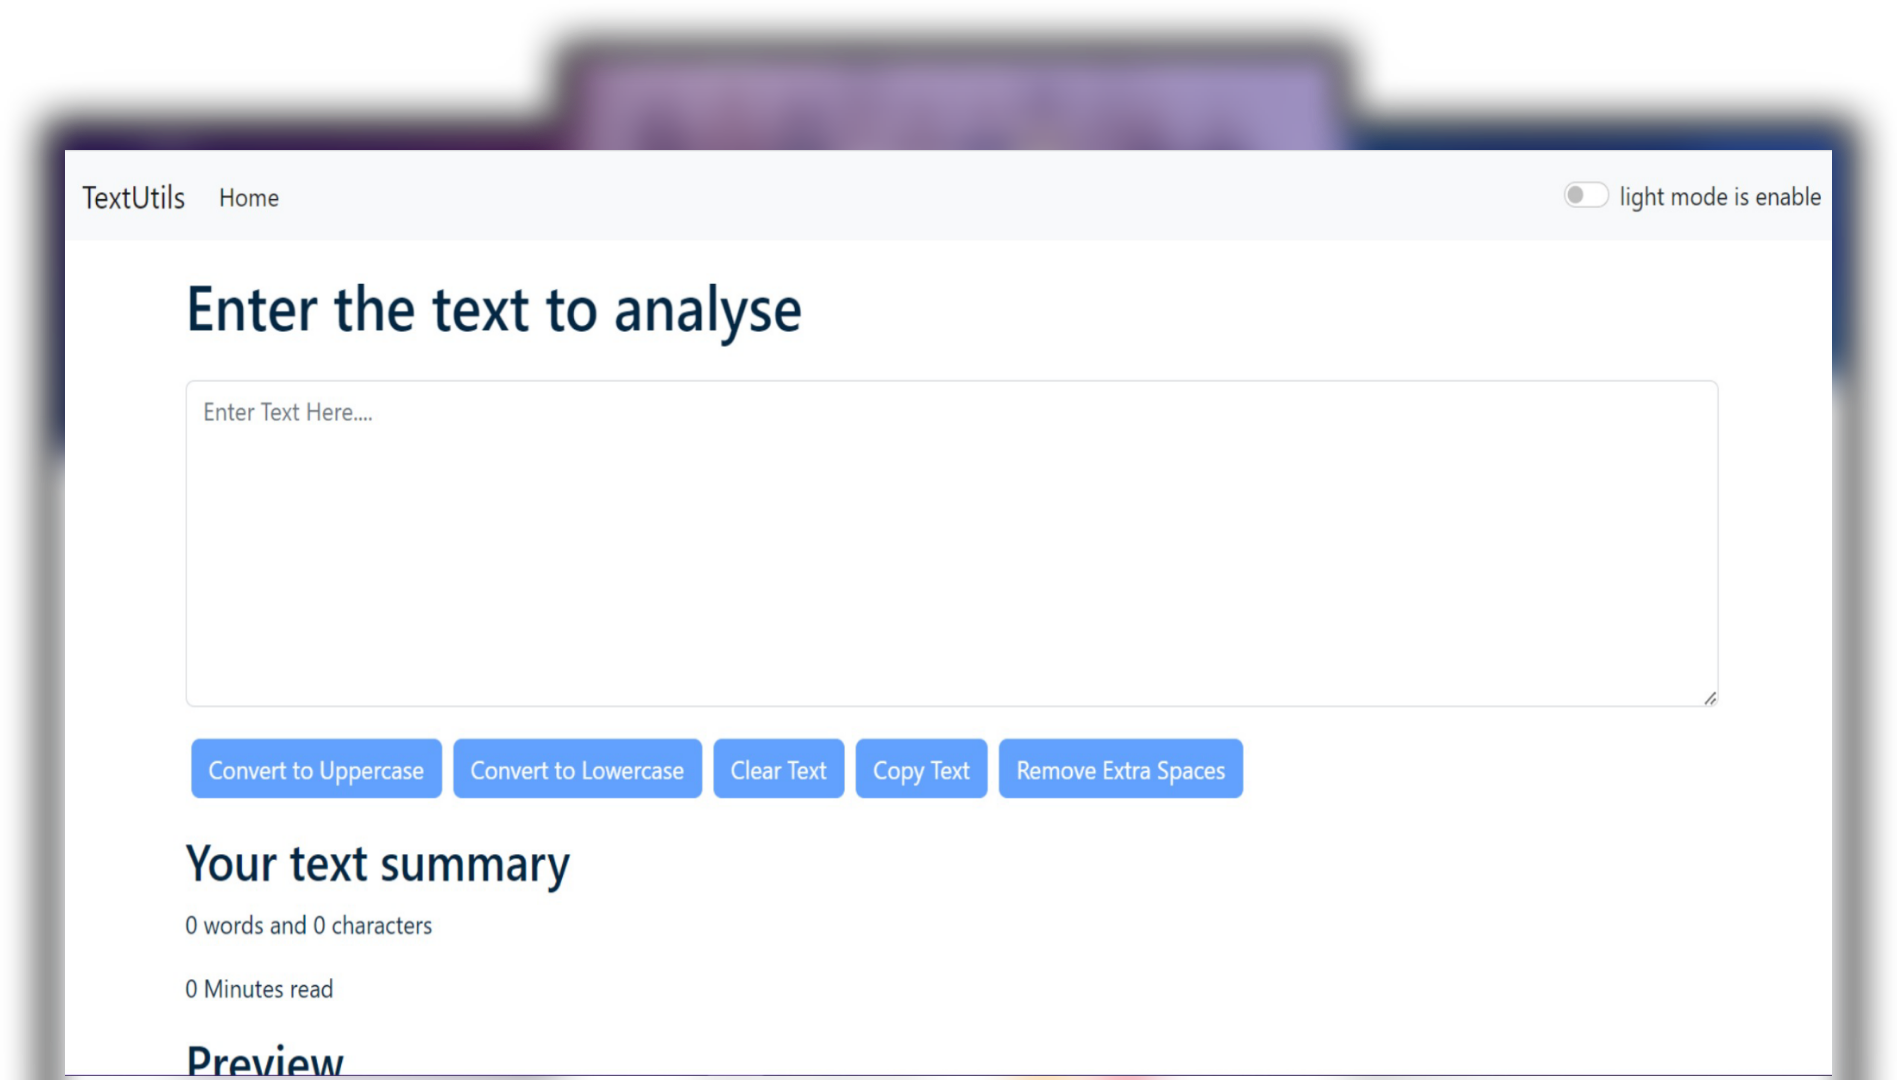 TextUtils Home light mode is enable
Enter the text to analyse
Enter Text Here....
Convert to Uppercase Convert to Lowercase Clear Text Copy Text Remove Extra Spaces
Your text summary
0 words and 0 characters
0 Minutes read
Preview